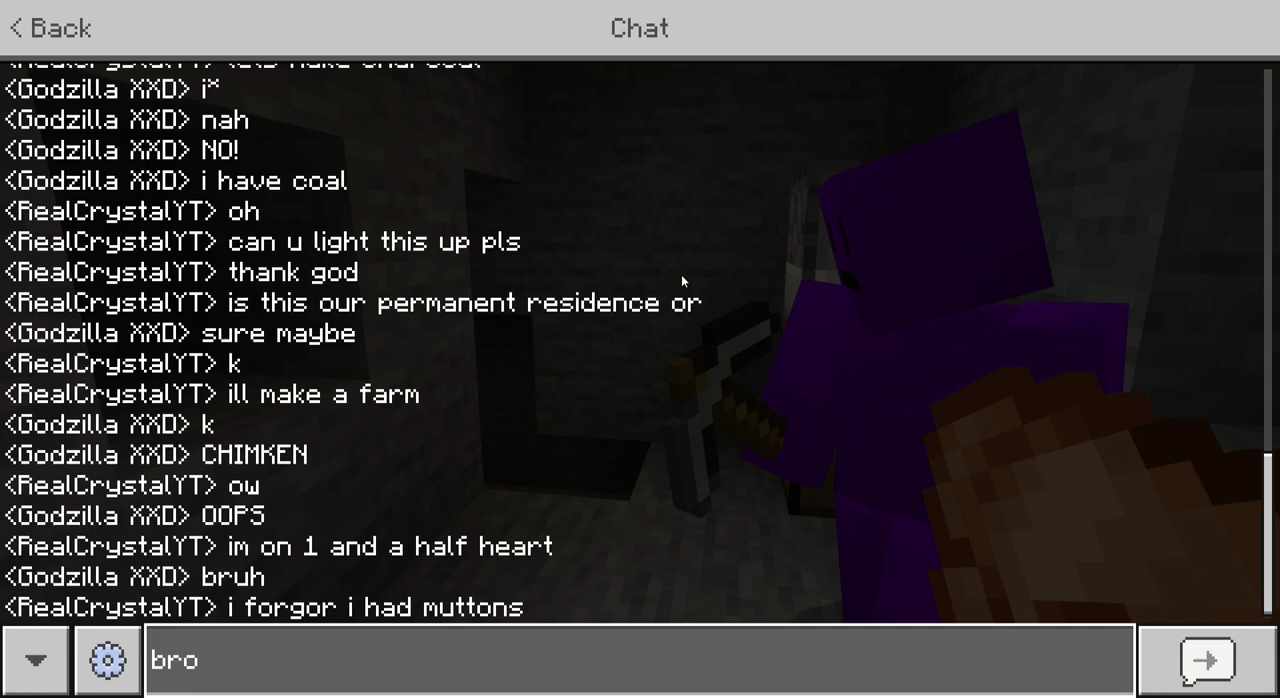 < Back
Chat
<Godzilla XXD> i*
<Godzilla XXD> nah
<Godzilla XXD> NO!
<Godzilla XXD> i have coal
<RealCrystalYT> oh
<RealCrystalYT> can u light this up pls
<RealCrystalYT> thank god
<RealCrystalYT> is this our permanent residence or
<Godzilla XXD> sure maybe
<RealCrystalYT> k
<RealCrystalYT> ill make a farm
<Godzilla XXD> k
<Godzilla XXD> CHIMKEN
<RealCrystalYT> ow
<Godzilla XXD> OOPS
<RealCrystalYT> im on 1 and a half heart
<Godzilla XXD> bruh
<RealCrystalYT> i forgor i had muttons
bro